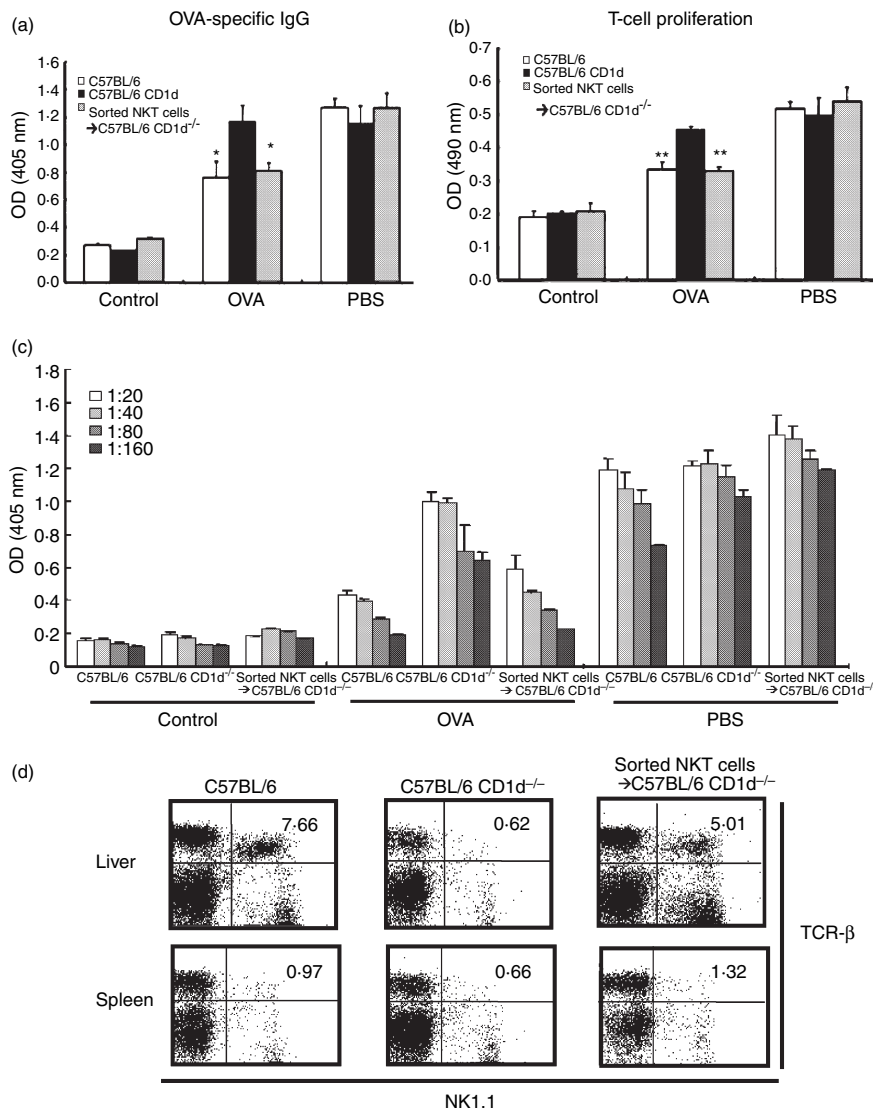 (a)
OVA-specific IgG
C57BL/6
C57BL/6 CD1d
Sorted NKT cells
→C57BL/6 CD1d-/-
OD (405 nm)
1·6
1·4
1·2
1·0
0·8
0·6
0·4
0·2
0·0
*
*
Control
OVA
PBS
(b)
T-cell proliferation
C57BL/6
C57BL/6 CD1d
Sorted NKT cells
→C57BL/6 CD1d-/-
OD (490 nm)
0·7
0·6
0·5
0·4
0·3
0·2
0·1
0·0
**
**
Control
OVA
PBS
(c)
OD (405 nm)
1·8
1·6
1·4
1·2
1·0
0·8
0·6
0·4
0·2
0
1:20
1:40
1:80
1:160
C57BL/6 C57BL/6 CD1d-/- Sorted NKT cells
→C57BL/6 CD1d-/-
C57BL/6 C57BL/6 CD1d-/- Sorted NKT cells
→C57BL/6 CD1d-/-
C57BL/6 C57BL/6 CD1d-/- Sorted NKT cells
→C57BL/6 CD1d-/
Control
OVA
PBS
(d)
C57BL/6
C57BL/6 CD1d-/-
Sorted NKT cells
→C57BL/6 CD1d-/-
Liver
7·66
0·62
5·01
TCR-β
Spleen
0·97
0·66
1·32
NK1.1